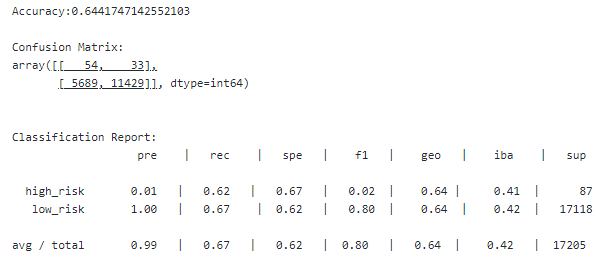 Accuracy:0.6441747142552103
Confusion Matrix:
array([[   54,    33],
       [ 5689, 11429]], dtype=int64)
Classification Report:
pre | rec | spe | f1 | geo | iba | sup
high_risk 0.01 | 0.62 | 0.67 | 0.02 | 0.64 | 0.41 | 87
low_risk 1.00 | 0.67 | 0.62 | 0.80 | 0.64 | 0.42 | 17118
avg / total 0.99 | 0.67 | 0.62 | 0.80 | 0.64 | 0.42 | 17205